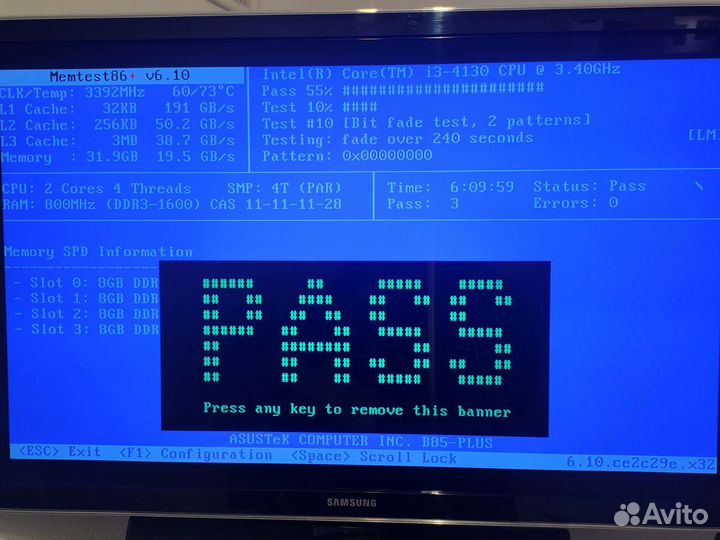 Memtest86+ v6.10
CLK/Temp: 3392MHz 60/73°C
L1 Cache: 32KB 191 GB/s
L2 Cache: 256KB 50.2 GB/s
L3 Cache: 3MB 38.7 GB/s
Memory : 31.9GB 19.5 GB/s
Intel(R) Core(TM) i3-4130 CPU @ 3.40GHz
Pass 55% ######################
Test 10% ####
Test #10 [Bit fade test, 2 patterns]
Testing: fade over 240 seconds [LM
Pattern: 0x00000000
CPU: 2 Cores 4 Threads SMP: 4T (PAR)
RAM: 800MHz (DDR3-1600) CAS 11-11-11-28
Time: 6:09:59 Status: Pass \
Pass: 3 Errors: 0
Memory SPD Information
- Slot 0: 8GB DDR
- Slot 1: 8GB DDR
- Slot 2: 8GB DDR
- Slot 3: 8GB DDR
PASS
Press any key to remove this banner
ASUSTeK COMPUTER INC. B85-PLUS
<ESC> Exit <F1> Configuration <Space> Scroll Lock 6.10.ce2c29e.x32
SAMSUNG
Avito